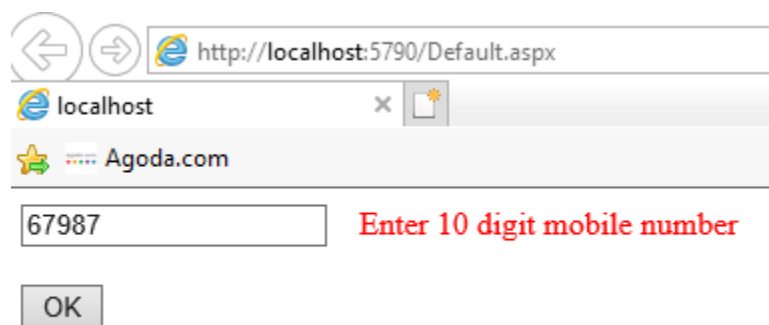 http://localhost:5790/Default.aspx
localhost
Agoda.com
67987 Enter 10 digit mobile number
OK